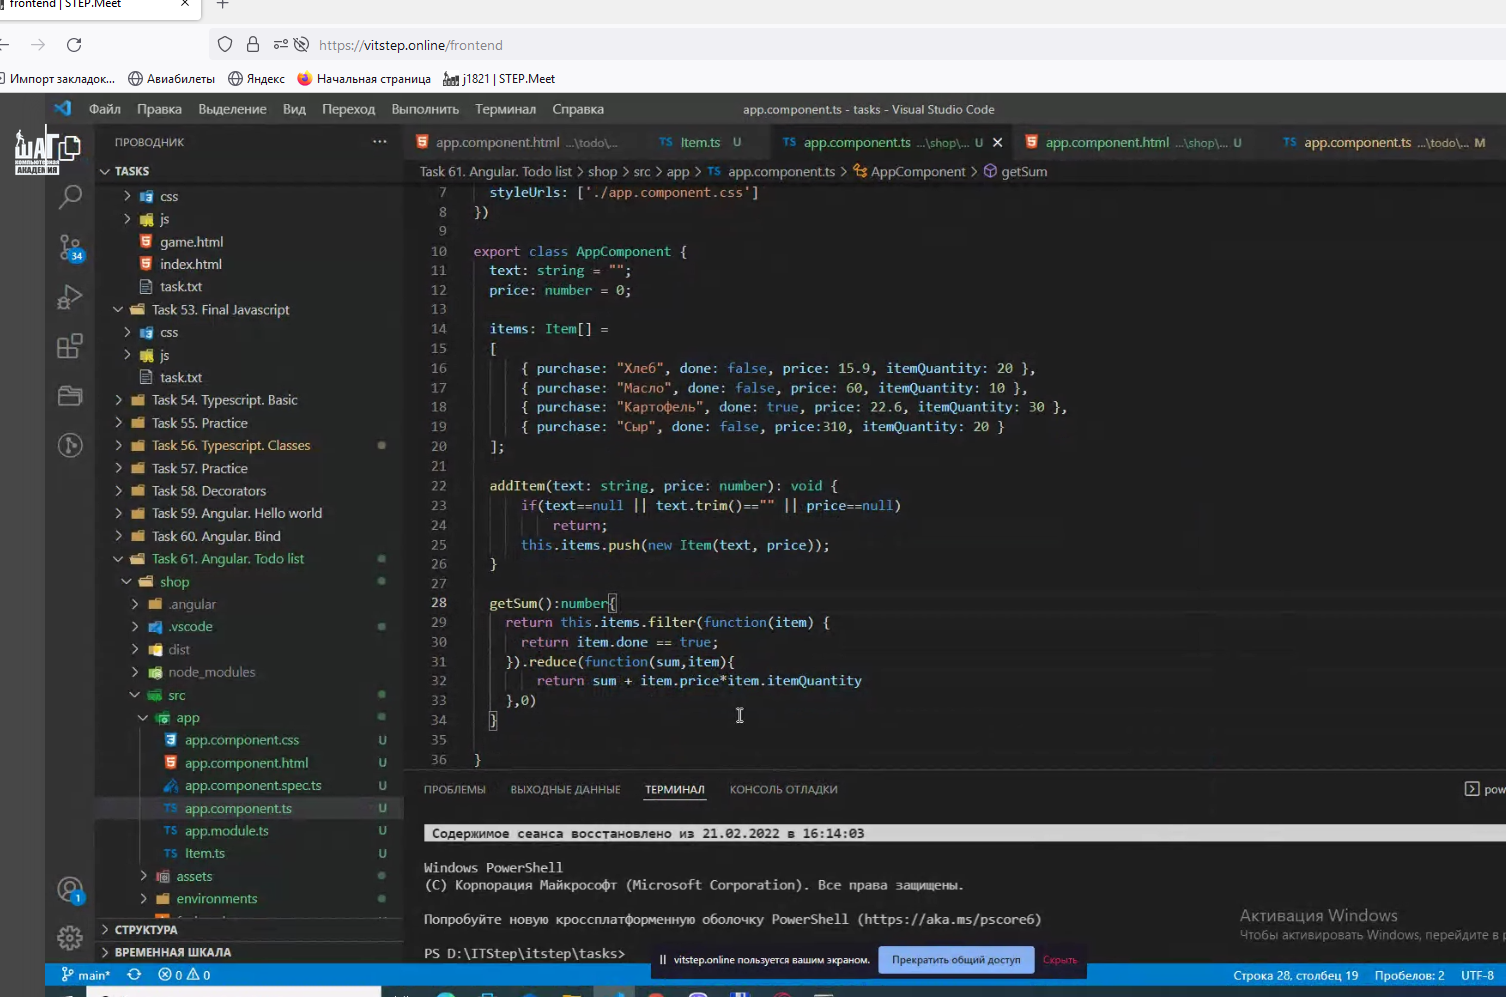 frontend | STEP.Meet
https://vitstep.online/frontend
Импорт закладок...
Авиабилеты
Яндекс
Начальная страница
j1821 | STEP.Meet
Файл Правка Выделение Вид Переход Выполнить Терминал Справка
app.component.ts - tasks - Visual Studio Code
ШАГ
КОМПЬЮТЕРНАЯ
АКАДЕМИЯ
34
1
ПРОВОДНИК
TASKS
css
js
game.html
index.html
task.txt
Task 53. Final Javascript
css
js
task.txt
Task 54. Typescript. Basic
Task 55. Practice
Task 56. Typescript. Classes
Task 57. Practice
Task 58. Decorators
Task 59. Angular. Hello world
Task 60. Angular. Bind
Task 61. Angular. Todo list
shop
.angular
.vscode
dist
node_modules
src
app
app.component.css U
app.component.html U
app.component.spec.ts U
app.component.ts U
app.module.ts U
Item.ts U
assets
environments
СТРУКТУРА
ВРЕМЕННАЯ ШКАЛА
app.component.html ...\todo\...
TS Item.ts U
TS app.component.ts ...\shop\... U
app.component.html ...\shop\... U
TS app.component.ts ...\todo\... M
Task 61. Angular. Todo list > shop > src > app > TS app.component.ts > AppComponent > getSum
7 styleUrls: ['./app.component.css']
8 })
9
10 export class AppComponent {
11 text: string = "";
12 price: number = 0;
13
14 items: Item[] =
15 [
16 { purchase: "Хлеб", done: false, price: 15.9, itemQuantity: 20 },
17 { purchase: "Масло", done: false, price: 60, itemQuantity: 10 },
18 { purchase: "Картофель", done: true, price: 22.6, itemQuantity: 30 },
19 { purchase: "Сыр", done: false, price:310, itemQuantity: 20 }
20 ];
21
22 addItem(text: string, price: number): void {
23 if(text==null || text.trim()=="" || price==null)
24 return;
25 this.items.push(new Item(text, price));
26 }
27
28 getSum():number{
29 return this.items.filter(function(item) {
30 return item.done == true;
31 }).reduce(function(sum,item){
32 return sum + item.price*item.itemQuantity
33 },0)
34 }
35
36 }
ПРОБЛЕМЫ ВЫХОДНЫЕ ДАННЫЕ ТЕРМИНАЛ КОНСОЛЬ ОТЛАДКИ
pow
Содержимое сеанса восстановлено из 21.02.2022 в 16:14:03
Windows PowerShell
(C) Корпорация Майкрософт (Microsoft Corporation). Все права защищены.
Попробуйте новую кроссплатформенную оболочку PowerShell (https://aka.ms/pscore6)
PS D:\ITStep\itstep\tasks>
Активация Windows
Чтобы активировать Windows, перейдите в
vitstep.online пользуется вашим экраном.
Прекратить общий доступ
Скрыть
main*
0 0
Строка 28, столбец 19 Пробелов: 2 UTF-8